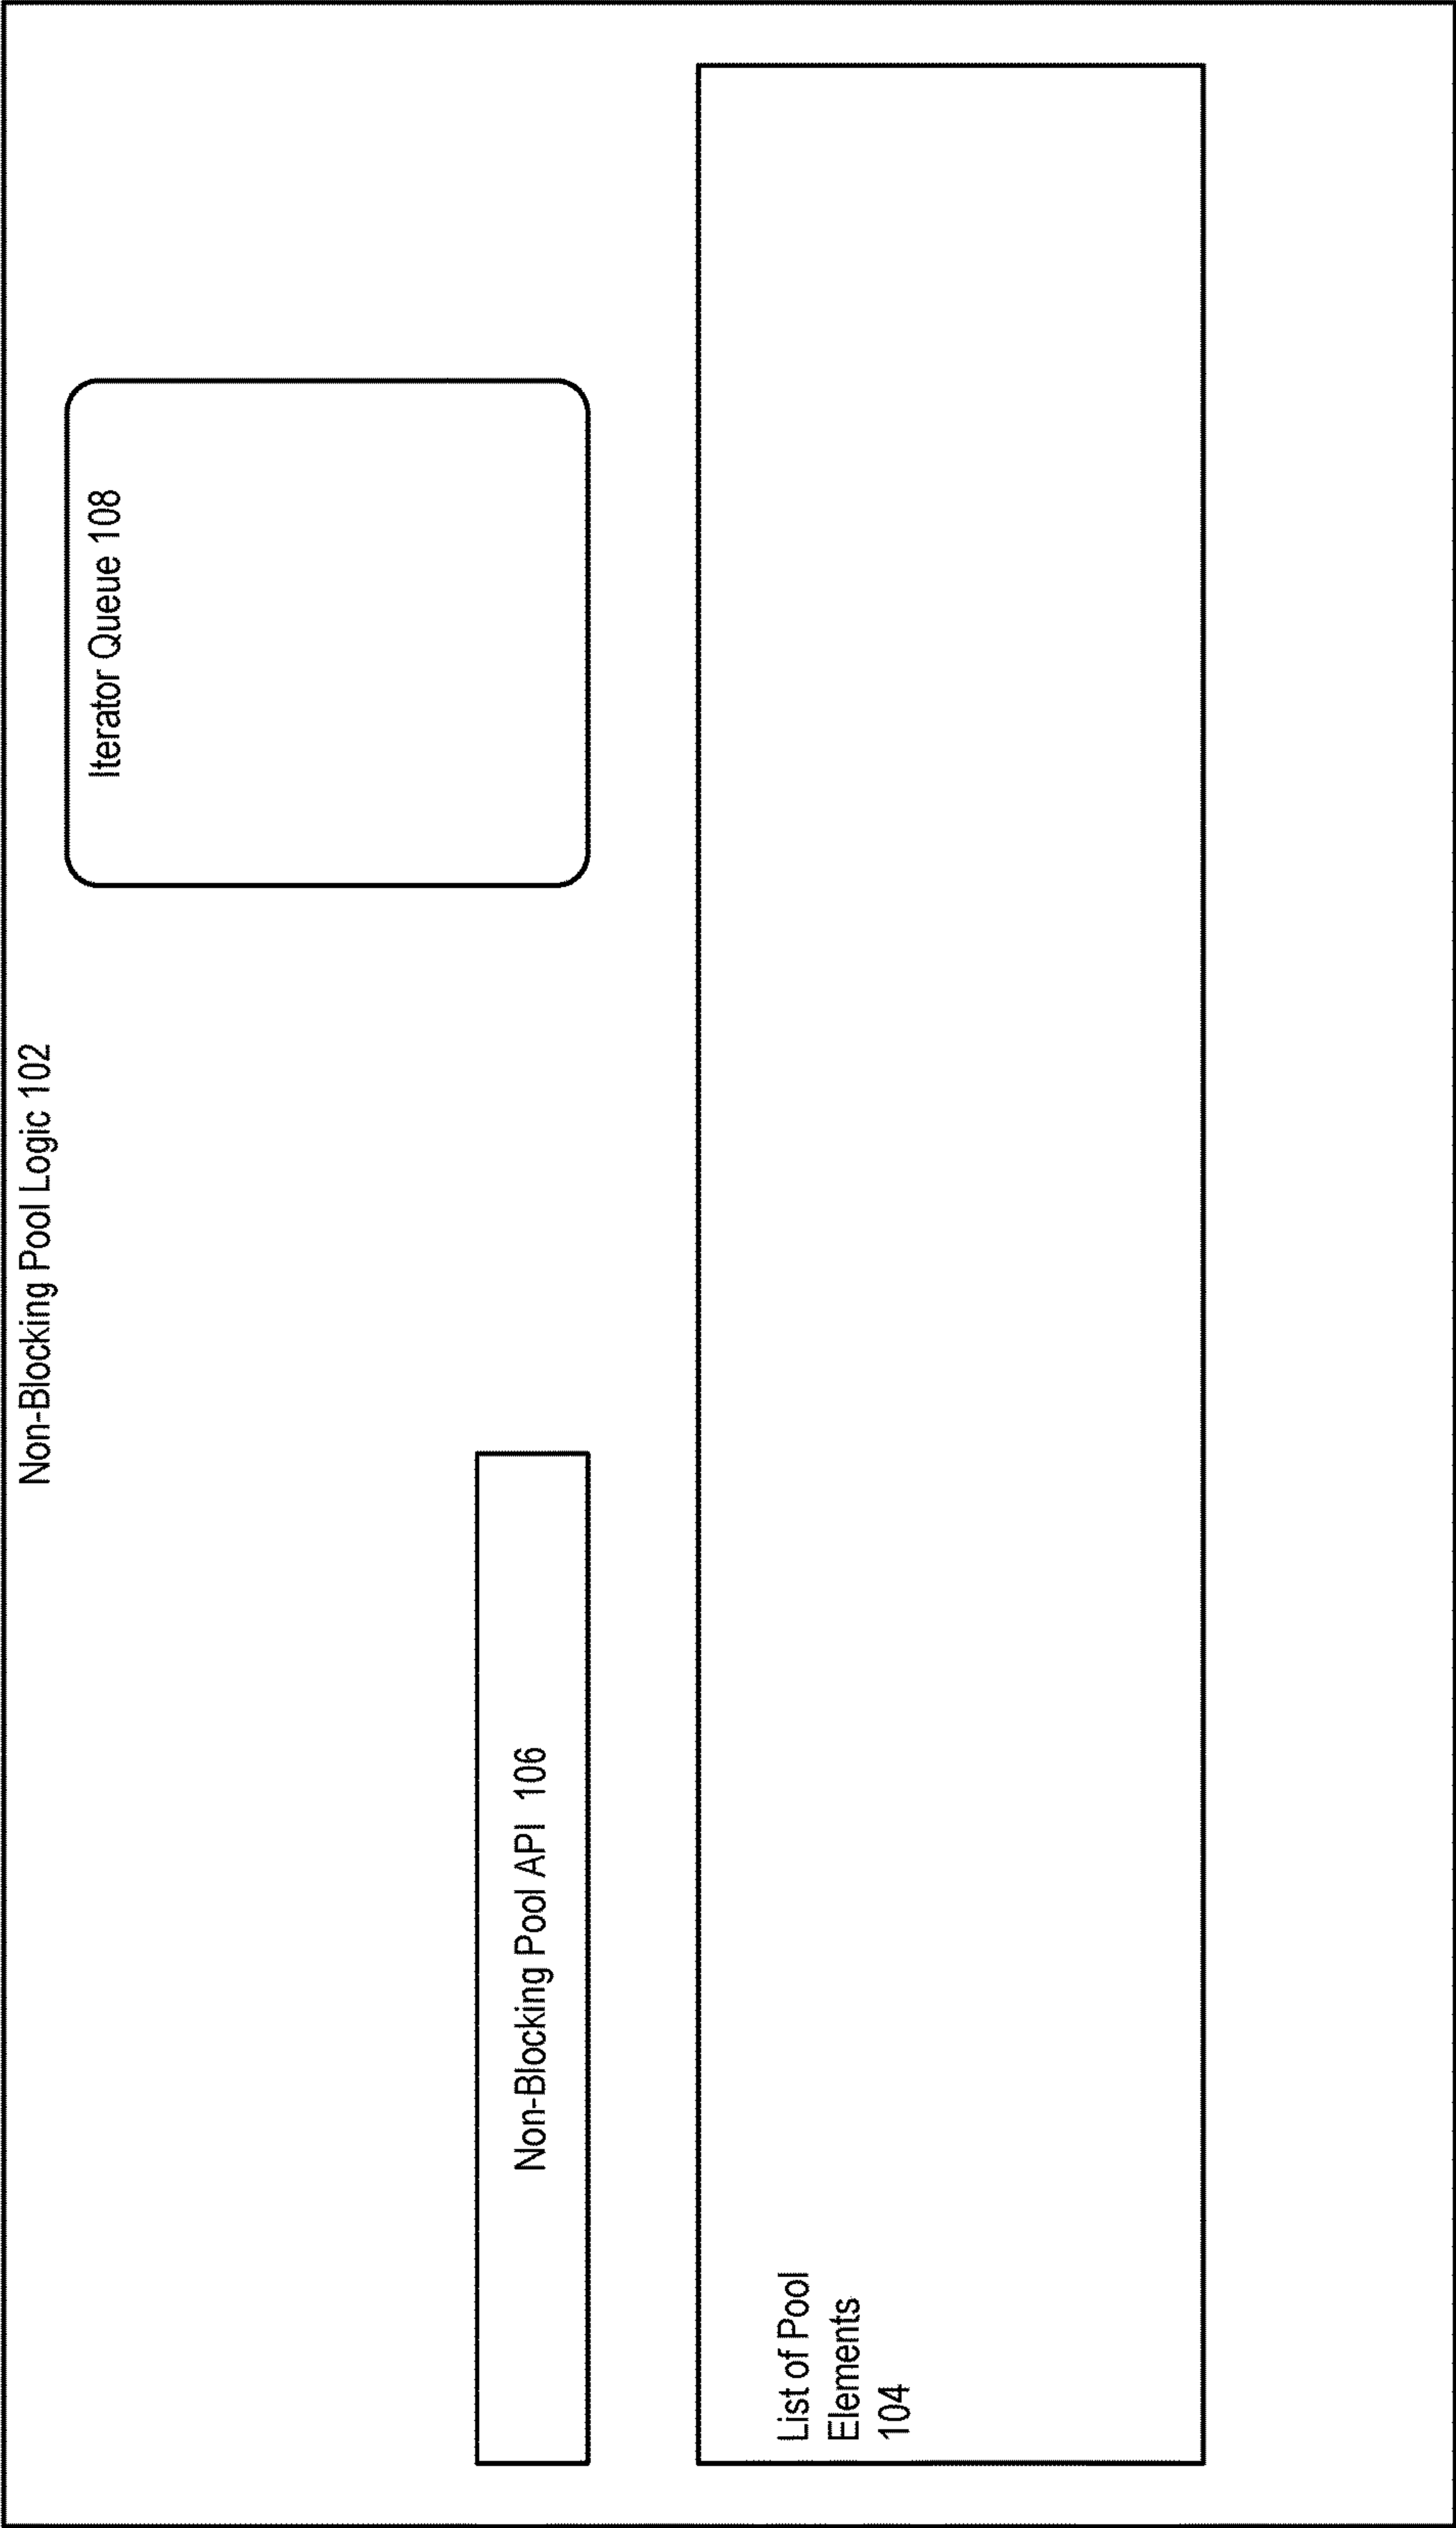 Non-Blocking Pool Logic 102
Iterator Queue 108
Non-Blocking Pool API 106
List of Pool
Elements
104